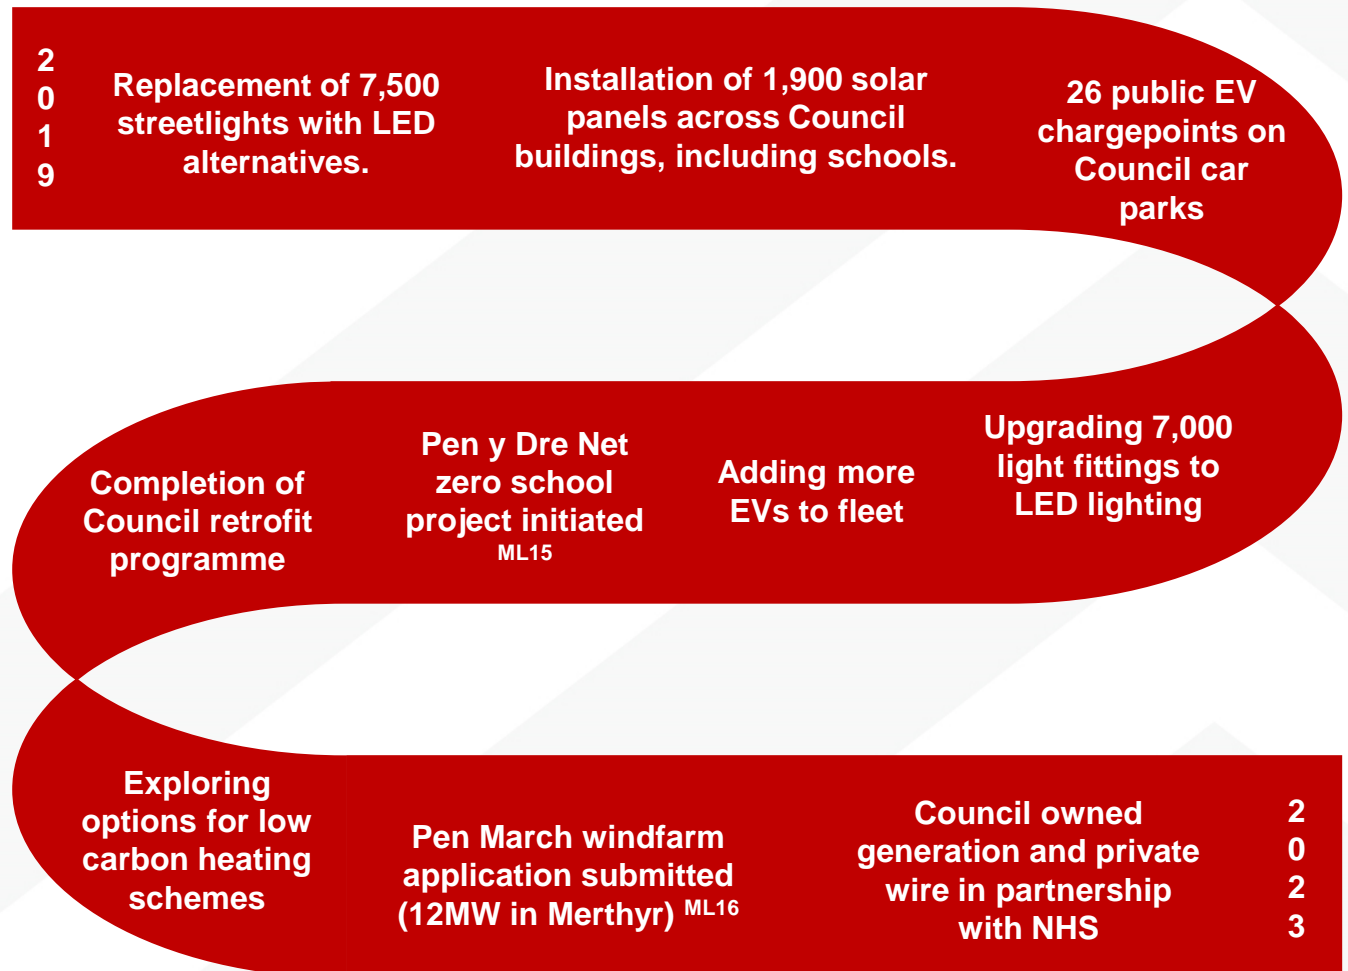 2
0
1
9
Replacement of 7,500
streetlights with LED
alternatives.
Installation of 1,900 solar
panels across Council
buildings, including schools.
26 public EV
chargepoints on
Council car
parks
Upgrading 7,000
light fittings to
LED lighting
Adding more
EVs to fleet
Pen y Dre Net
zero school
project initiated
ML15
Completion of
Council retrofit
programme
Exploring
options for low
carbon heating
schemes
Pen March windfarm
application submitted
(12MW in Merthyr) ML16
Council owned
generation and private
wire in partnership
with NHS
2
0
2
3